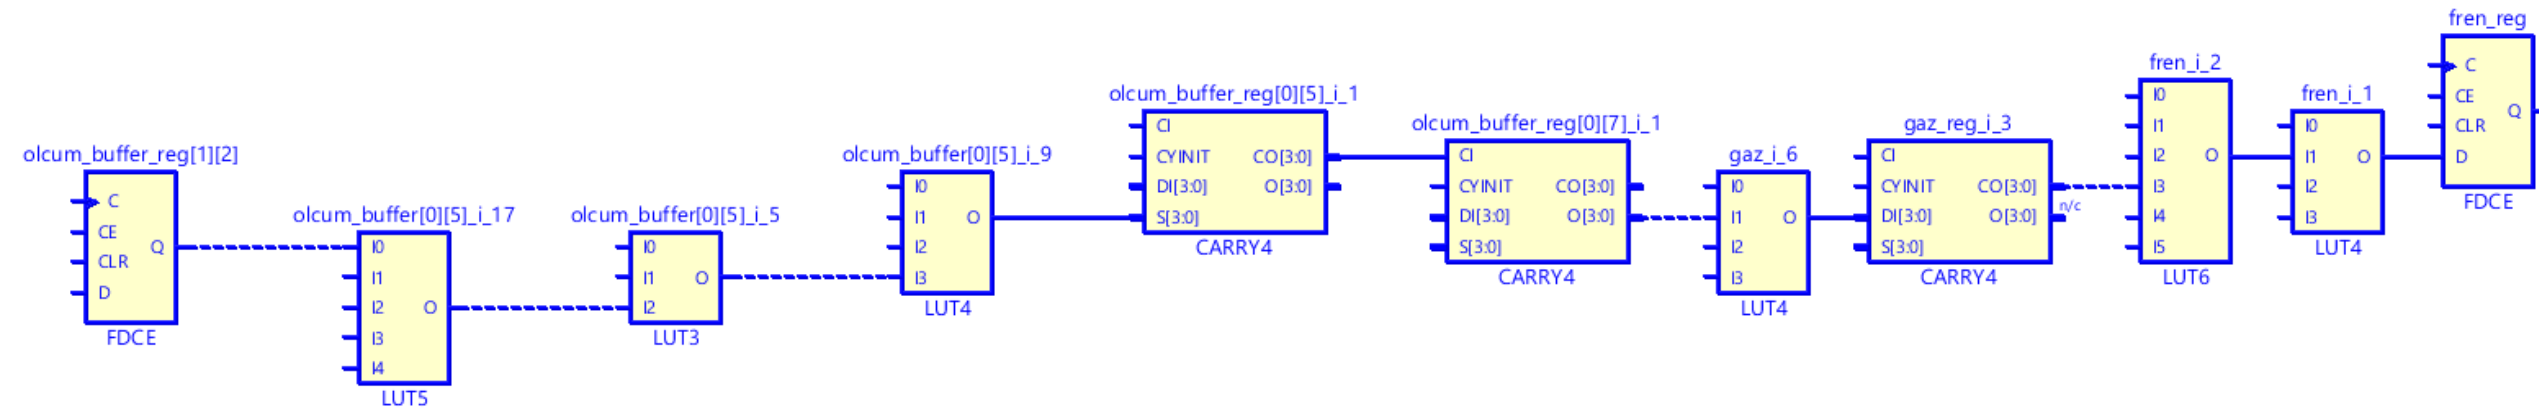 olcum_buffer_reg[1][2]
C
CE
CLR
D
Q
FDCE
olcum_buffer[0][5]_i_17
I0
I1
I2
I3
I4
O
LUT5
olcum_buffer[0][5]_i_5
I0
I1
I2
O
LUT3
olcum_buffer[0][5]_i_9
I0
I1
I2
I3
O
LUT4
olcum_buffer_reg[0][5]_i_1
CI
CYINIT
DI[3:0]
S[3:0]
CO[3:0]
O[3:0]
CARRY4
olcum_buffer_reg[0][7]_i_1
CI
CYINIT
DI[3:0]
S[3:0]
CO[3:0]
O[3:0]
CARRY4
gaz_i_6
I0
I1
I2
I3
O
LUT4
gaz_reg_i_3
CI
CYINIT
DI[3:0]
S[3:0]
CO[3:0]
O[3:0]
n/c
CARRY4
fren_i_2
I0
I1
I2
I3
I4
I5
O
LUT6
fren_i_1
I0
I1
I2
I3
O
LUT4
fren_reg
C
CE
CLR
D
Q
FDCE